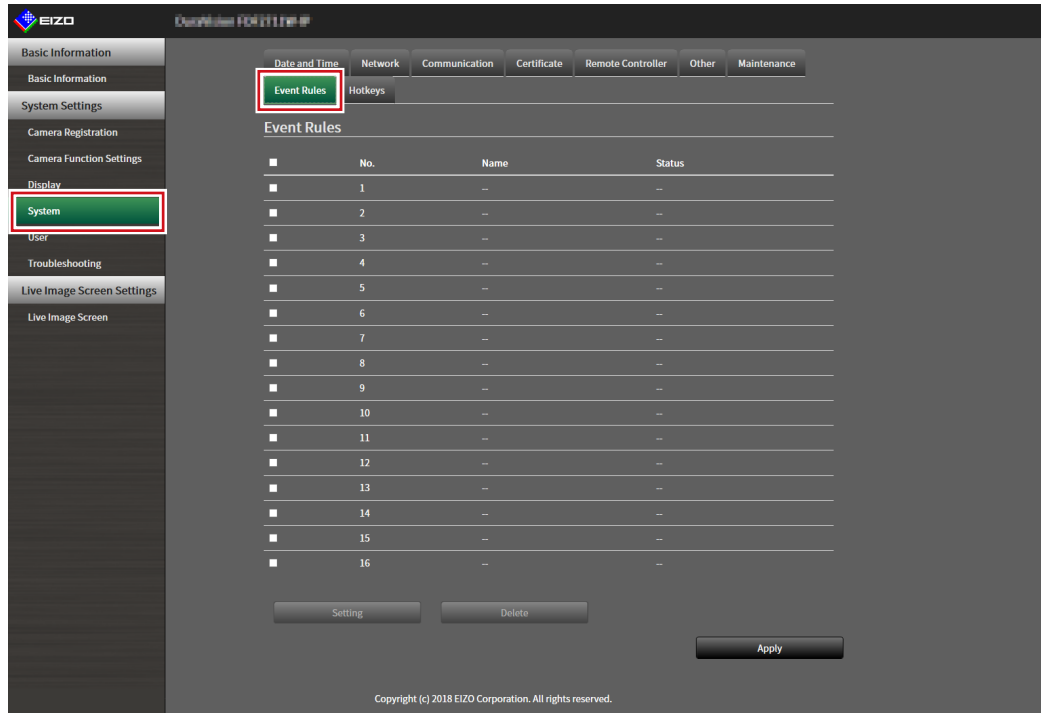 EIZO
Basic Information
Basic Information
System Settings
Camera Registration
Camera Function Settings
Display
System
User
Troubleshooting
Live Image Screen Settings
Live Image Screen
Date and Time Network Communication Certificate Remote Controller Other Maintenance
Event Rules Hotkeys
Event Rules
No. Name Status
1 -- --
2 -- --
3 -- --
4 -- --
5 -- --
6 -- --
7 -- --
8 -- --
9 -- --
10 -- --
11 -- --
12 -- --
13 -- --
14 -- --
15 -- --
16 -- --
Setting Delete
Apply
Copyright (c) 2018 EIZO Corporation. All rights reserved.